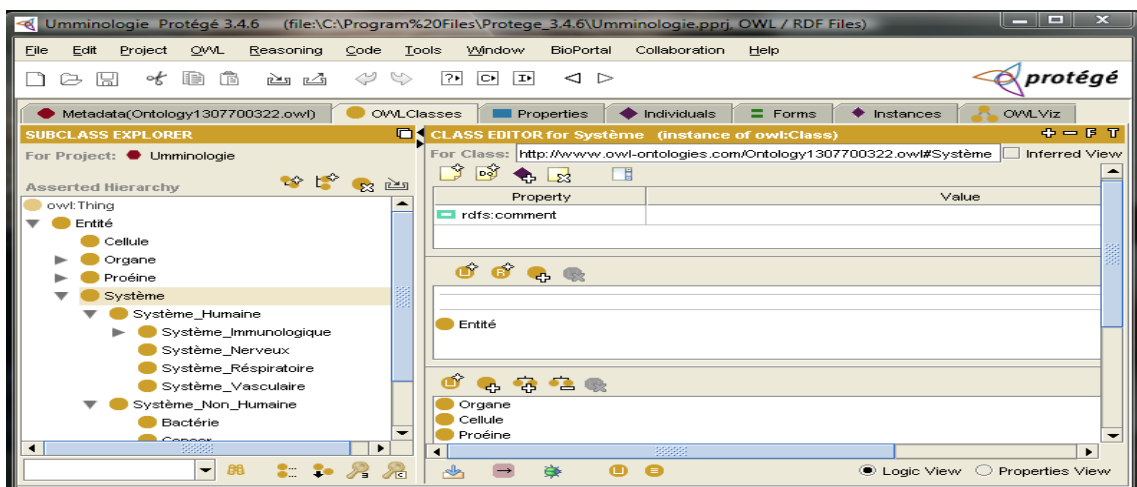 Umminologie Protégé 3.4.6 (file:\C:\Program%20Files\Protege_3.4.6\Umminologie.pprj, OWL / RDF Files)
File Edit Project OWL Reasoning Code Tools Window BioPortal Collaboration Help
protégé
Metadata(Ontology1307700322.owl) OWLClasses Properties Individuals Forms Instances OWLViz
SUBCLASS EXPLORER
For Project: Umminologie
Asserted Hierarchy
owl:Thing
Entité
Cellule
Organe
Proéine
Système
Système_Humaine
Système_Immunologique
Système_Nerveux
Système_Réspiratoire
Système_Vasculaire
Système_Non_Humaine
Bactérie
CLASS EDITOR for Système (instance of owl:Class)
For Class: http://www.owl-ontologies.com/Ontology1307700322.owl#Système Inferred View
Property Value
rdfs:comment
Entité
Organe
Cellule
Proéine
Logic View Properties View